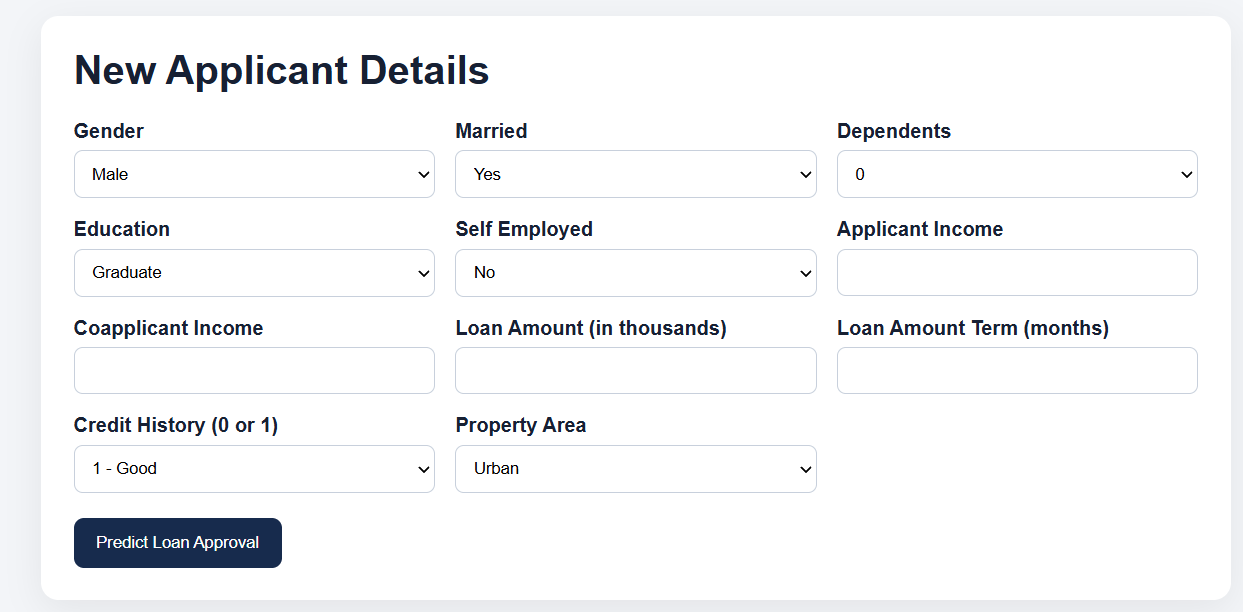 New Applicant Details
Gender Married Dependents
Male Yes 0
Education Self Employed Applicant Income
Graduate No
Coapplicant Income Loan Amount (in thousands) Loan Amount Term (months)
Credit History (0 or 1) Property Area
1 - Good Urban
Predict Loan Approval